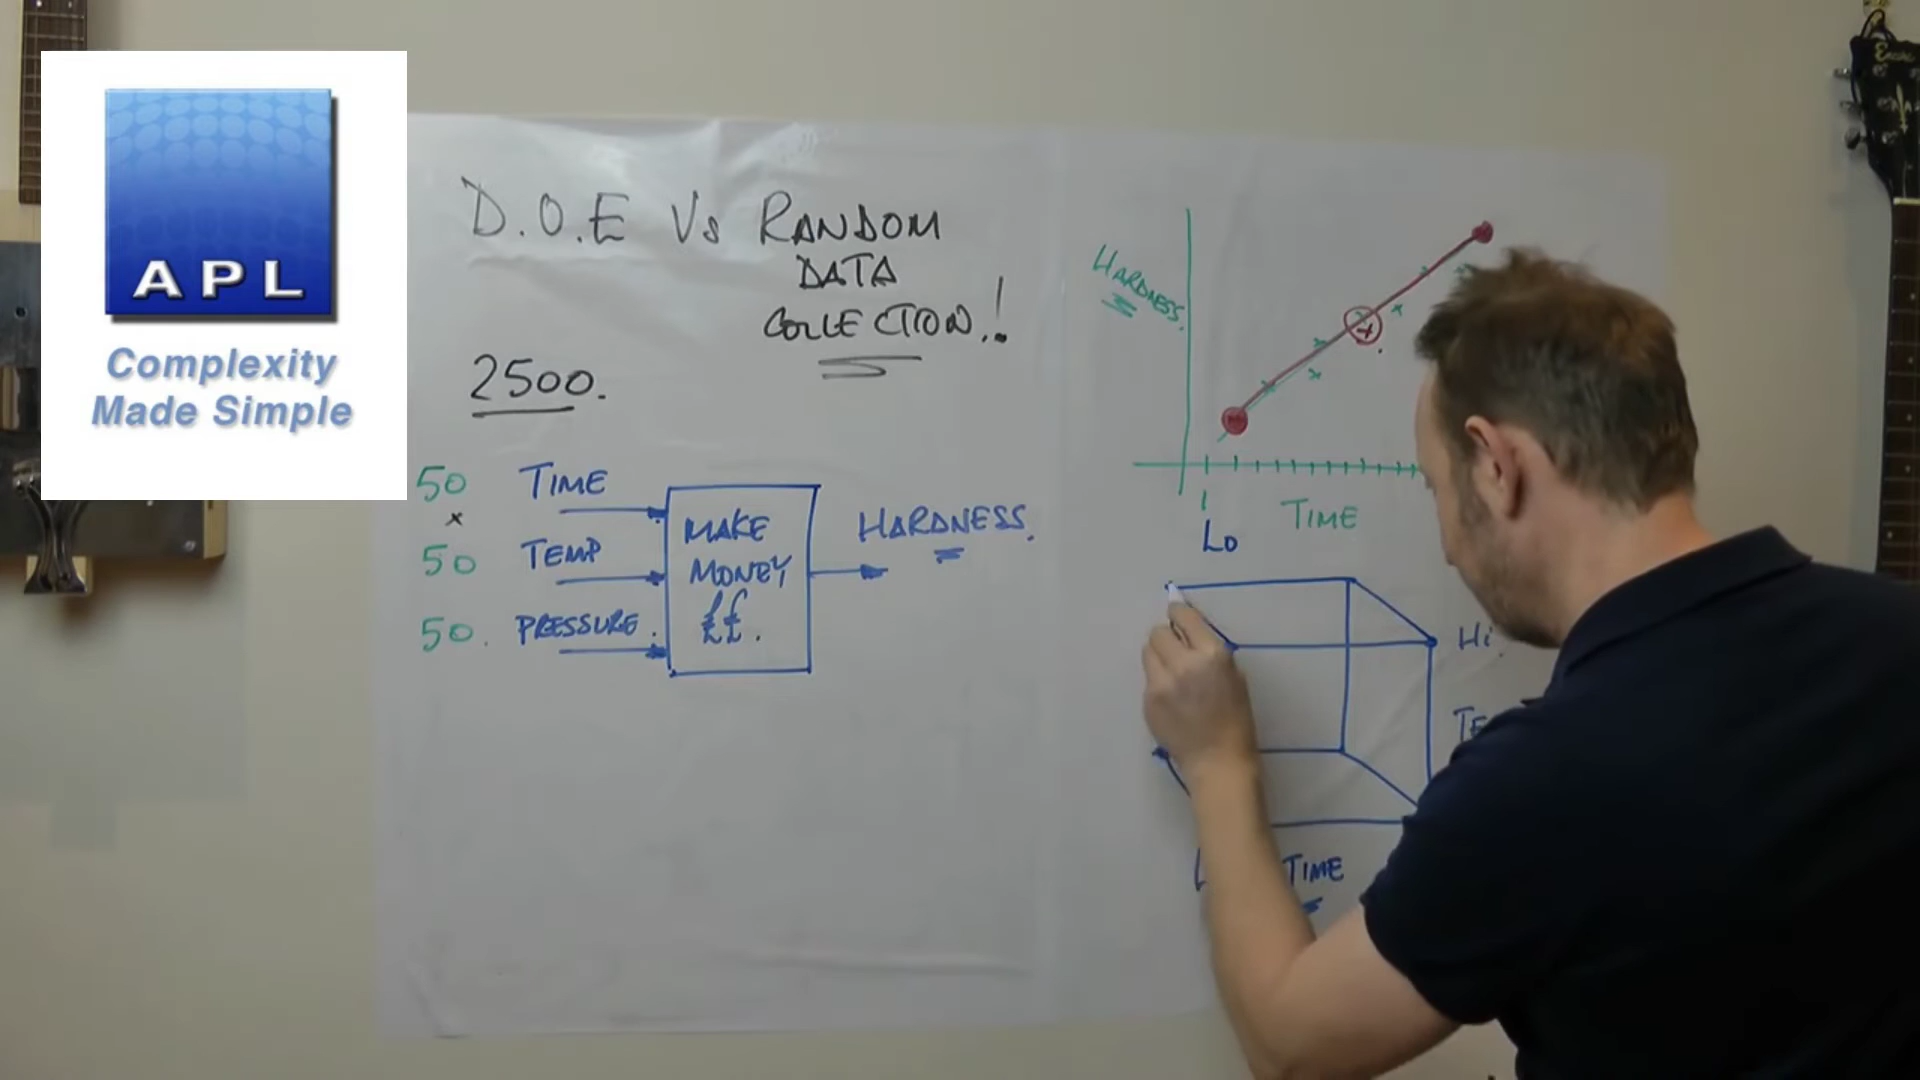 APL
Complexity
Made Simple
D.O.E Vs RANDOM
DATA
COLLECTION.!
2500.
50
x
50
50.
TIME
TEMP
PRESSURE.
MAKE
MONEY
££.
HARDNESS.
HARDNESS.
TIME
Lo
Hi.
TIME